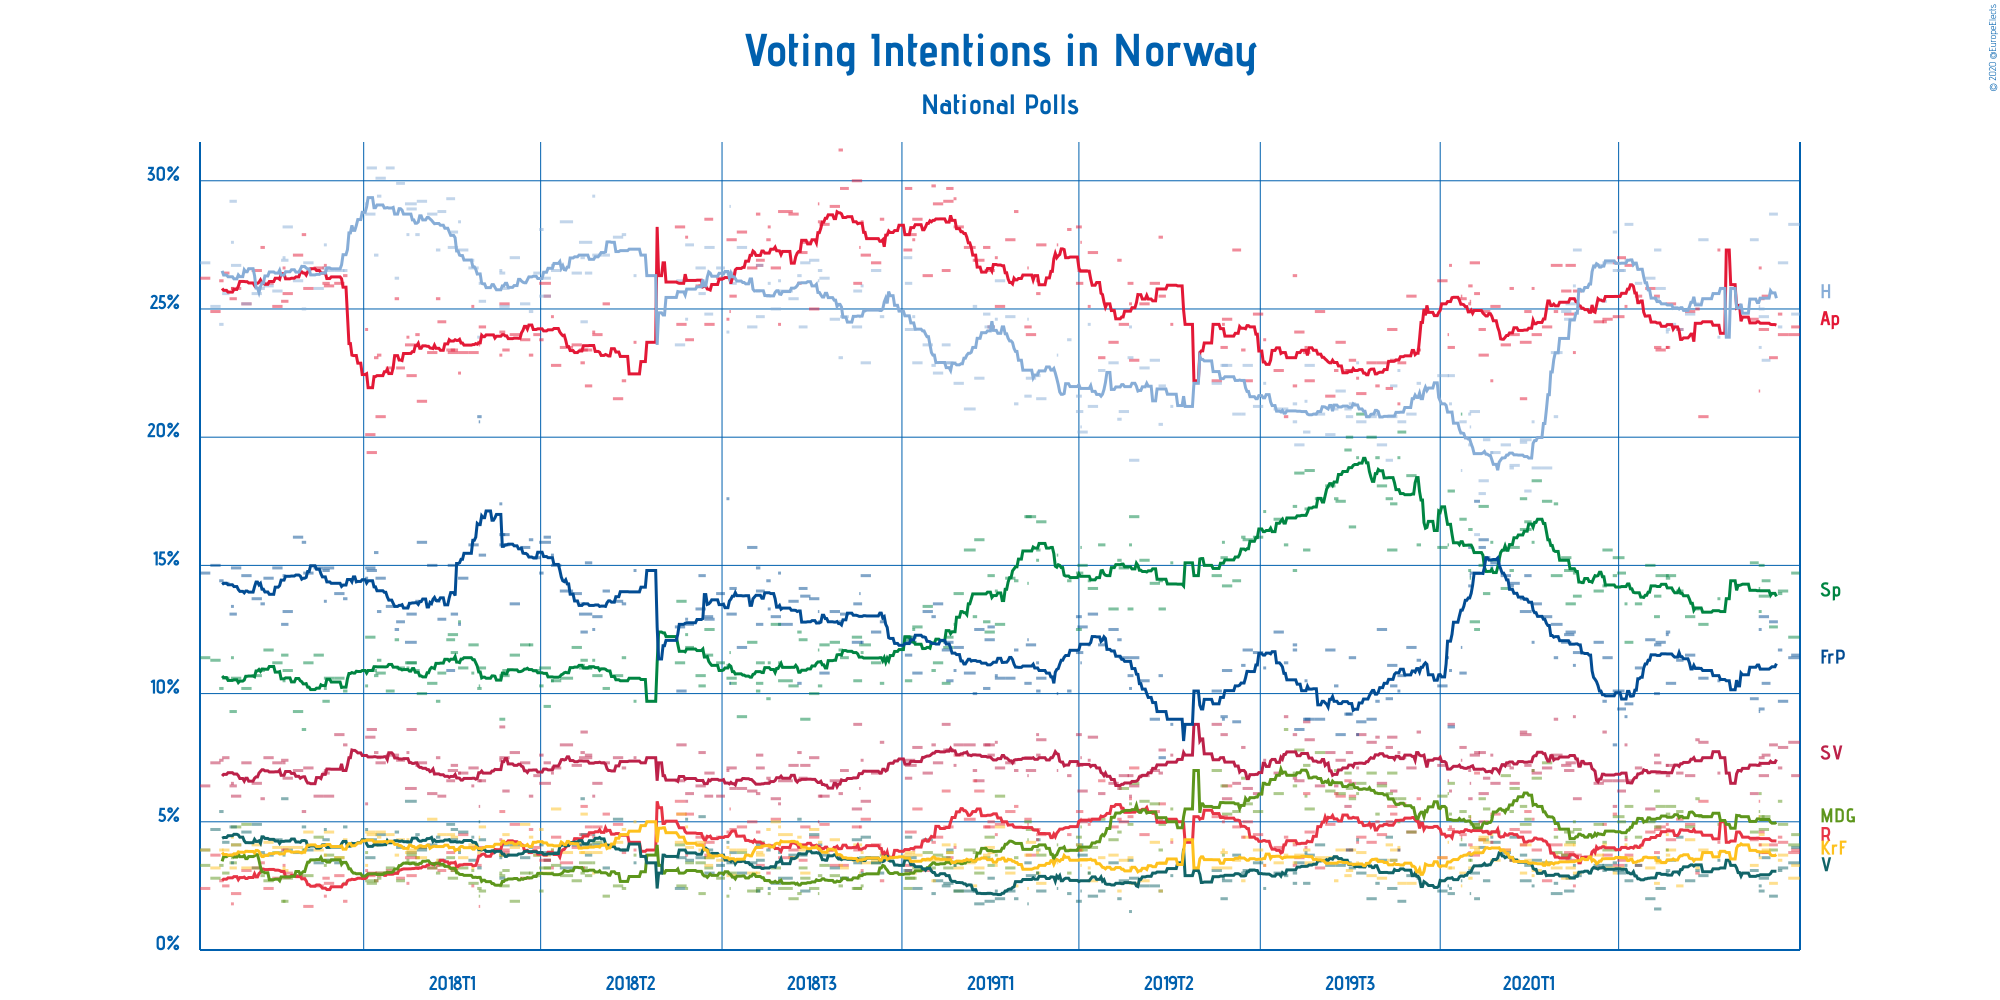 © 2020 @EuropeElects
Voting Intentions in Norway
National Polls
30%
25%
20%
15%
10%
5%
0%
H
Ap
Sp
FrP
SV
MDG
R
KrF
V
2018T1 2018T2 2018T3 2019T1 2019T2 2019T3 2020T1